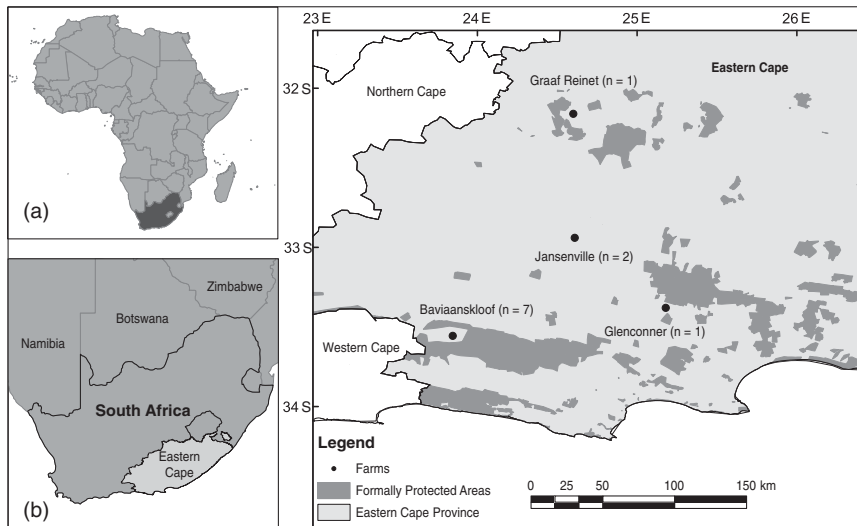 (a)
Zimbabwe
Botswana
Namibia
South Africa
Eastern
Cape
(b)
23 E 24 E 25 E 26 E
32 S
33 S
34 S
Northern Cape
Graaf Reinet (n = 1)
Eastern Cape
Jansenville (n = 2)
Baviaanskloof (n = 7)
Glenconner (n = 1)
Western Cape
Legend
Farms
Formally Protected Areas
Eastern Cape Province
0 25 50 100 150 km